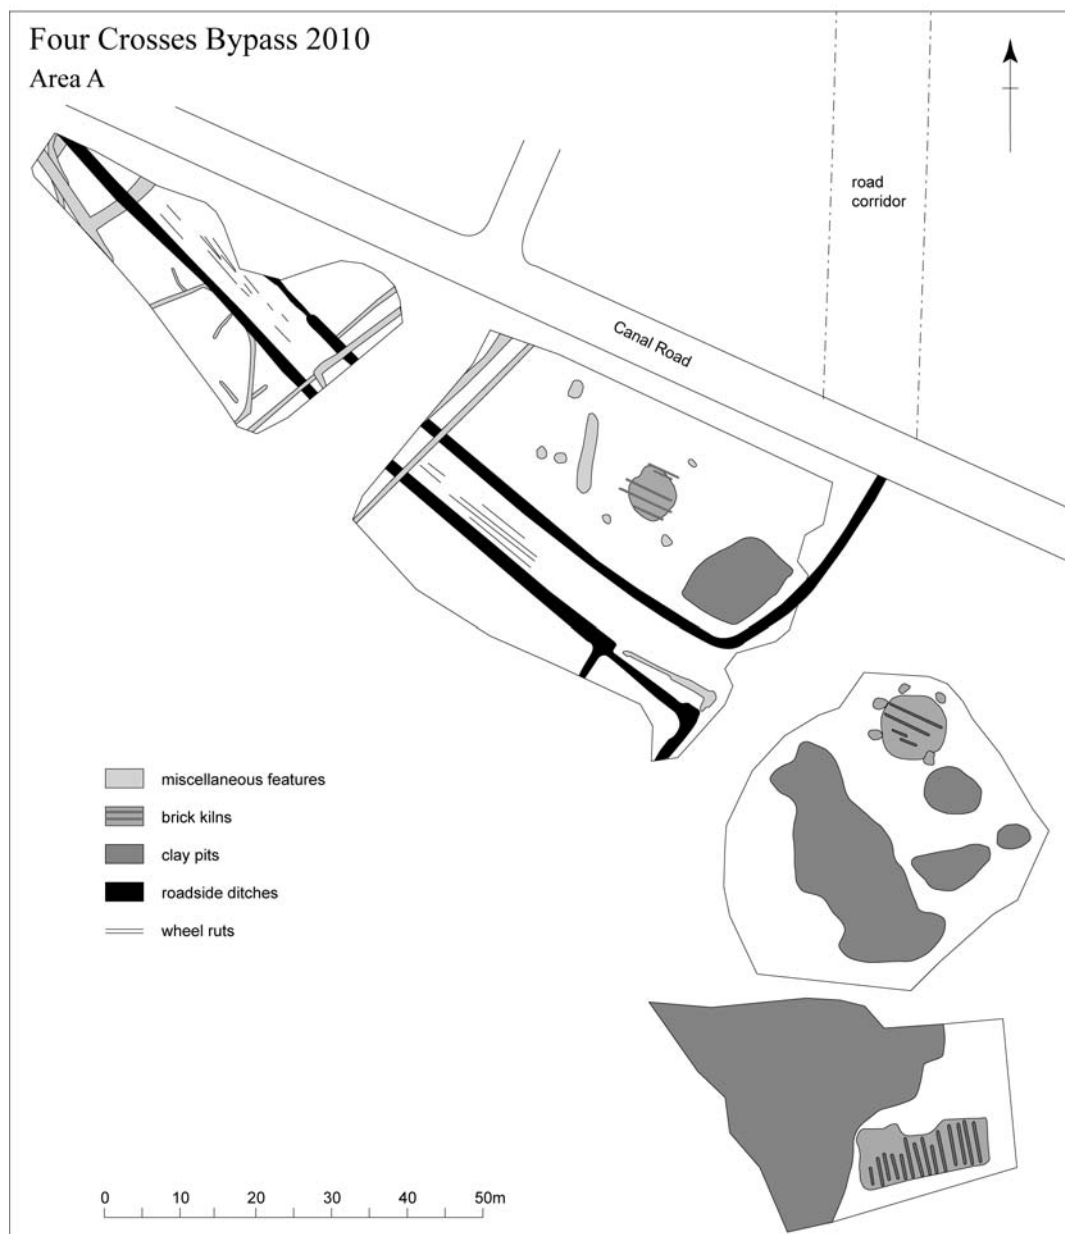 Four Crosses Bypass 2010
Area A
road
corridor
Canal Road
miscellaneous features
brick kilns
clay pits
roadside ditches
wheel ruts
0 10 20 30 40 50m